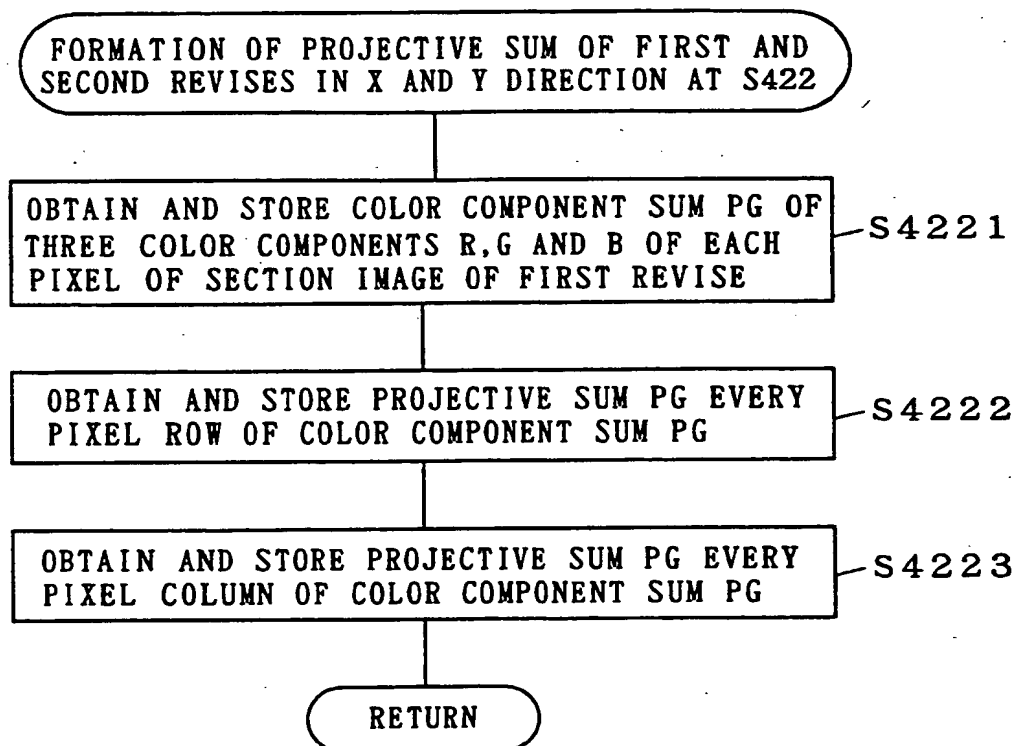 FORMATION OF PROJECTIVE SUM OF FIRST AND
SECOND REVISES IN X AND Y DIRECTION AT S422
OBTAIN AND STORE COLOR COMPONENT SUM PG OF
THREE COLOR COMPONENTS R,G AND B OF EACH
PIXEL OF SECTION IMAGE OF FIRST REVISE
S4221
OBTAIN AND STORE PROJECTIVE SUM PG EVERY
PIXEL ROW OF COLOR COMPONENT SUM PG
S4222
OBTAIN AND STORE PROJECTIVE SUM PG EVERY
PIXEL COLUMN OF COLOR COMPONENT SUM PG
S4223
RETURN